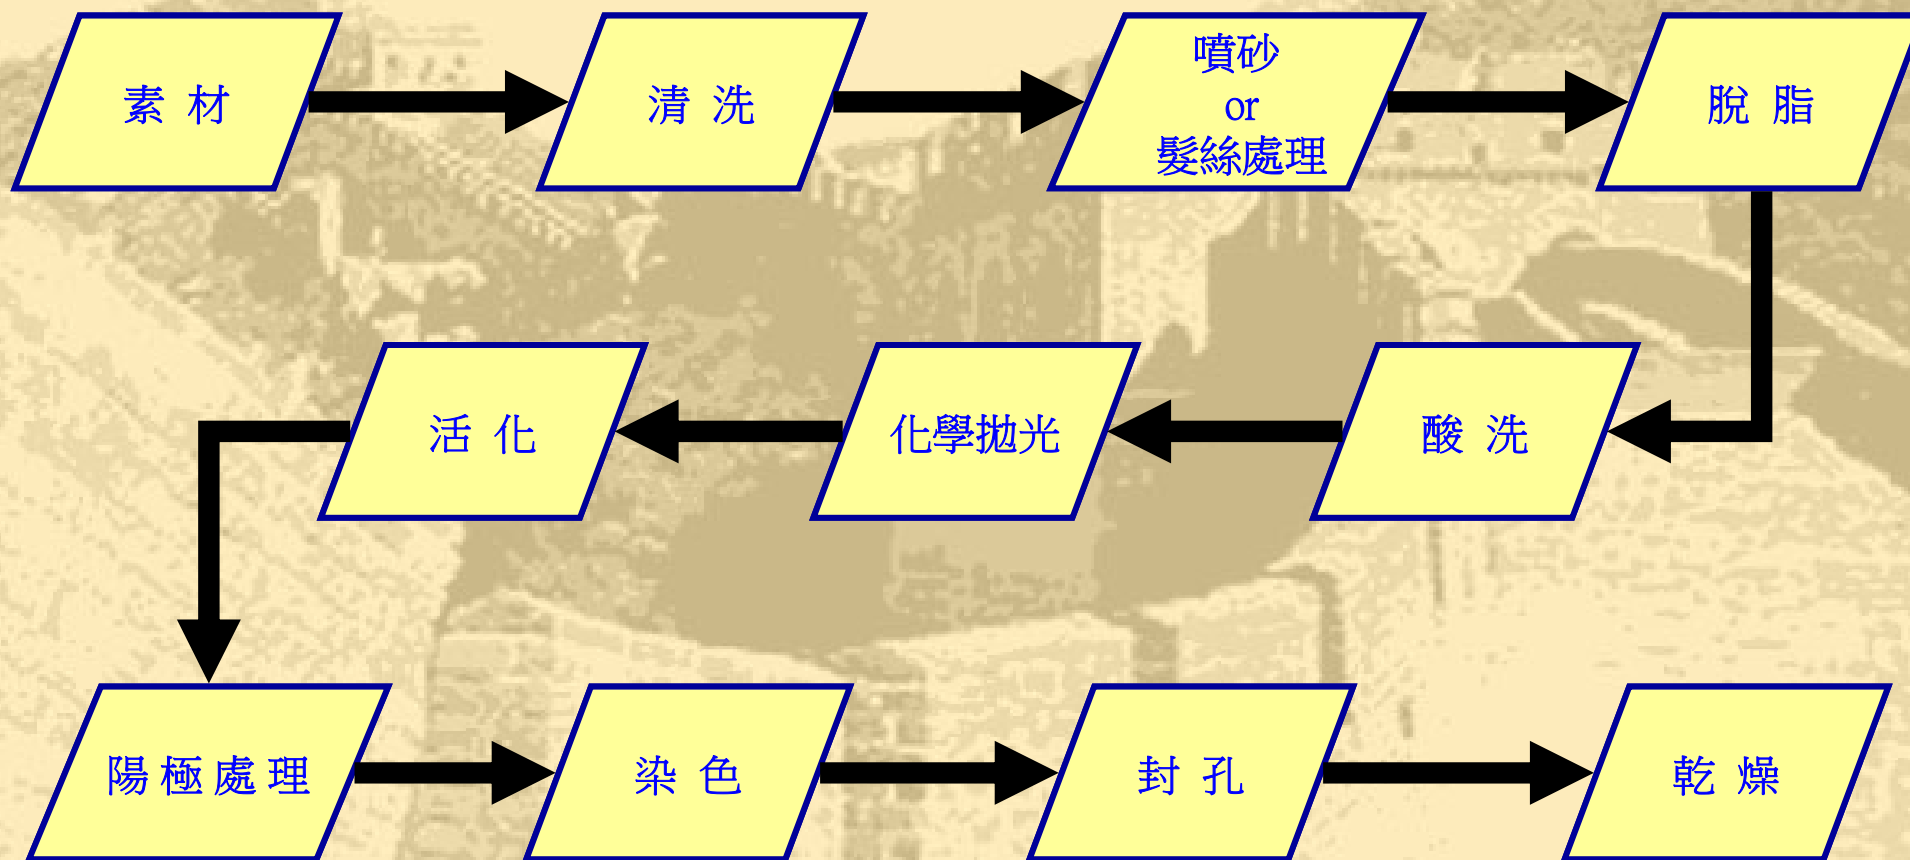 素 材
清 洗
噴砂
or
髮絲處理
脫 脂
酸 洗
化學拋光
活 化
陽極處理
染 色
封 孔
乾 燥